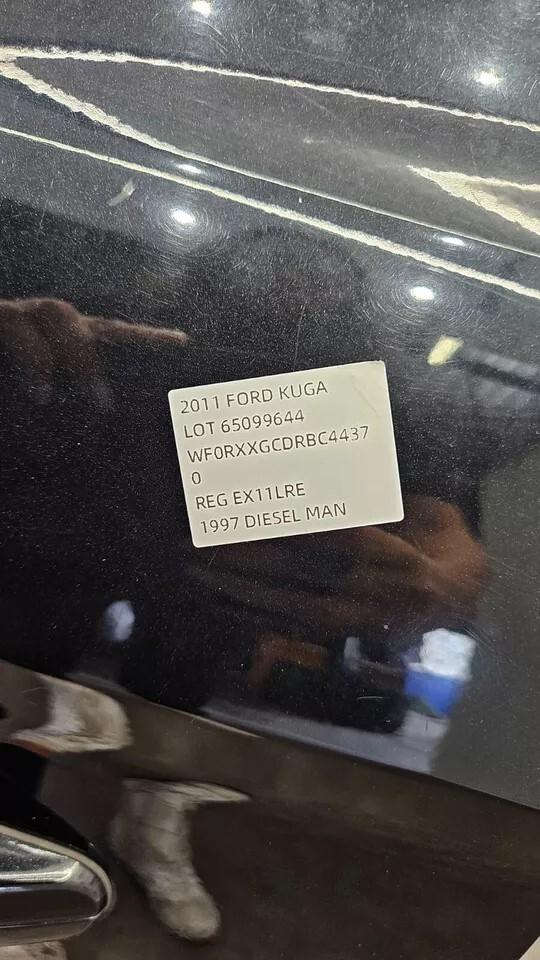 2011 FORD KUGA
LOT 65099644
WF0RXXGCDRBC4437
0
REG EX11LRE
1997 DIESEL MAN